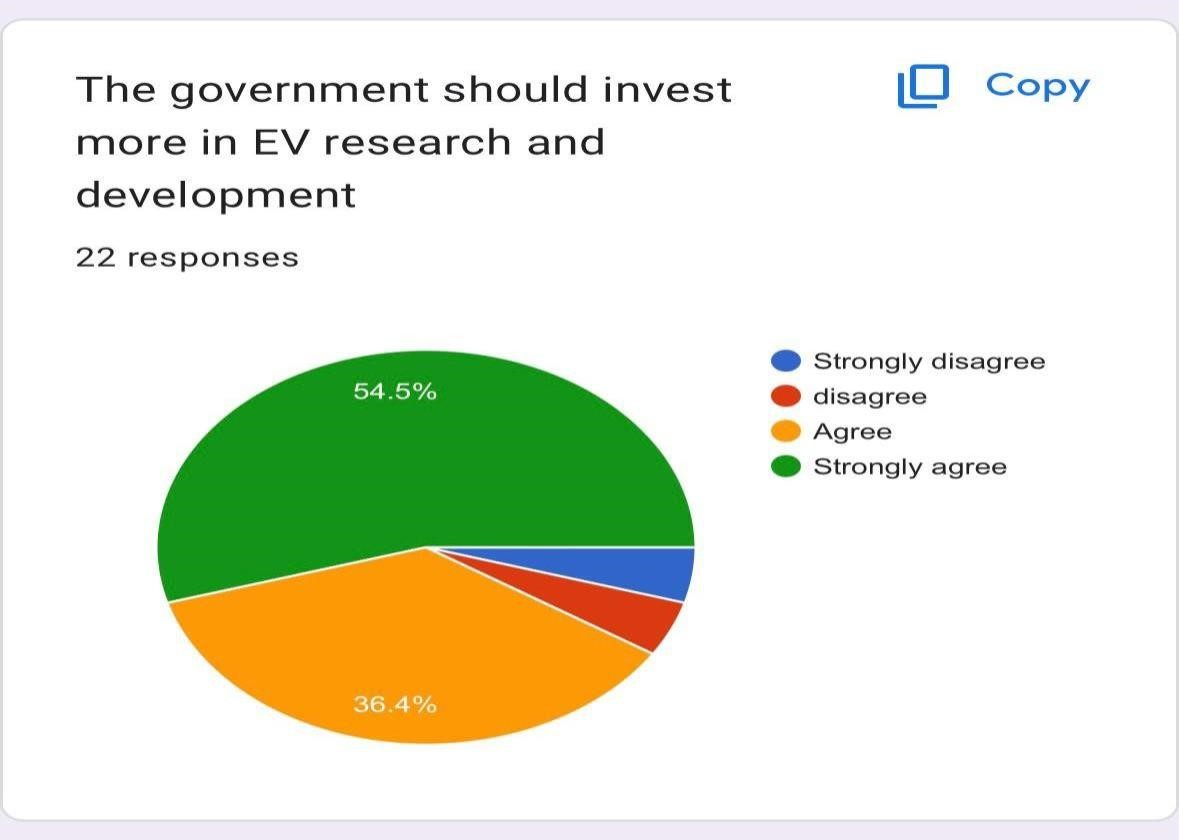 The government should invest
more in EV research and
development
Copy
22 responses
54.5%
36.4%
Strongly disagree
disagree
Agree
Strongly agree